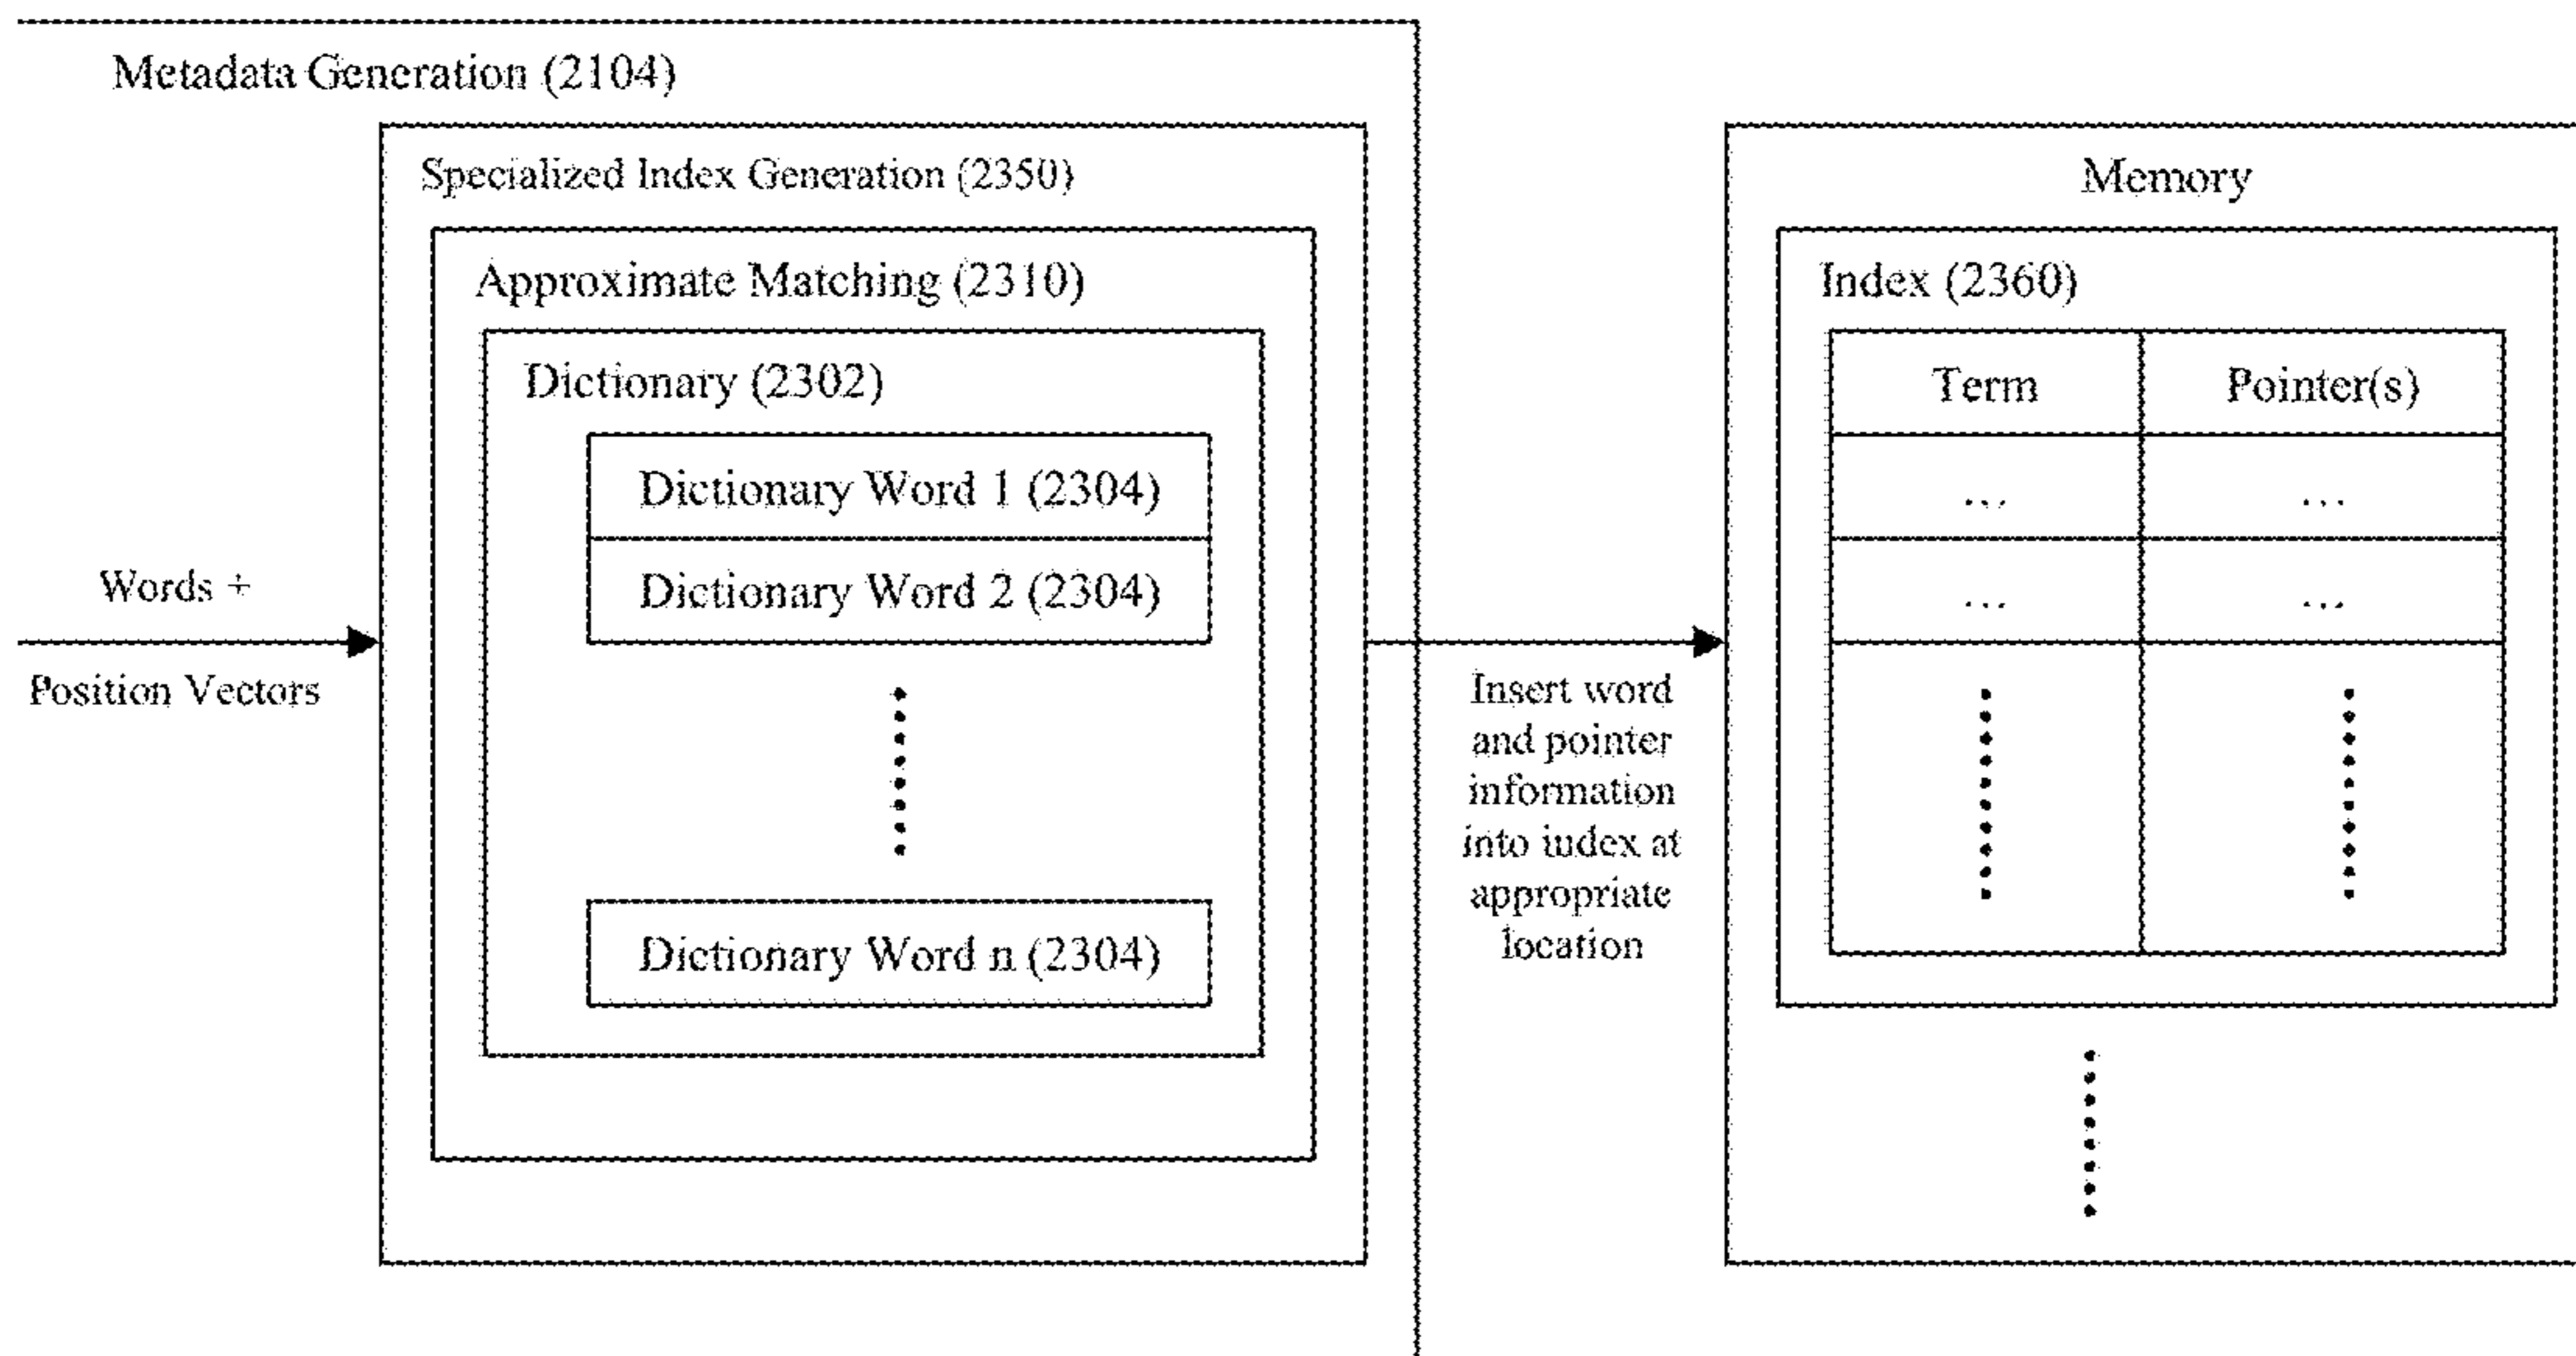 Metadata Generation (2104)
Specialized Index Generation (2350)
Approximate Matching (2310)
Dictionary (2302)
Dictionary Word 1 (2304)
Dictionary Word 2 (2304)
Dictionary Word n (2304)
Words +
Position Vectors
Insert word
and pointer
information
into index at
appropriate
location
Memory
Index (2360)
Term Pointer(s)
... ...
... ...